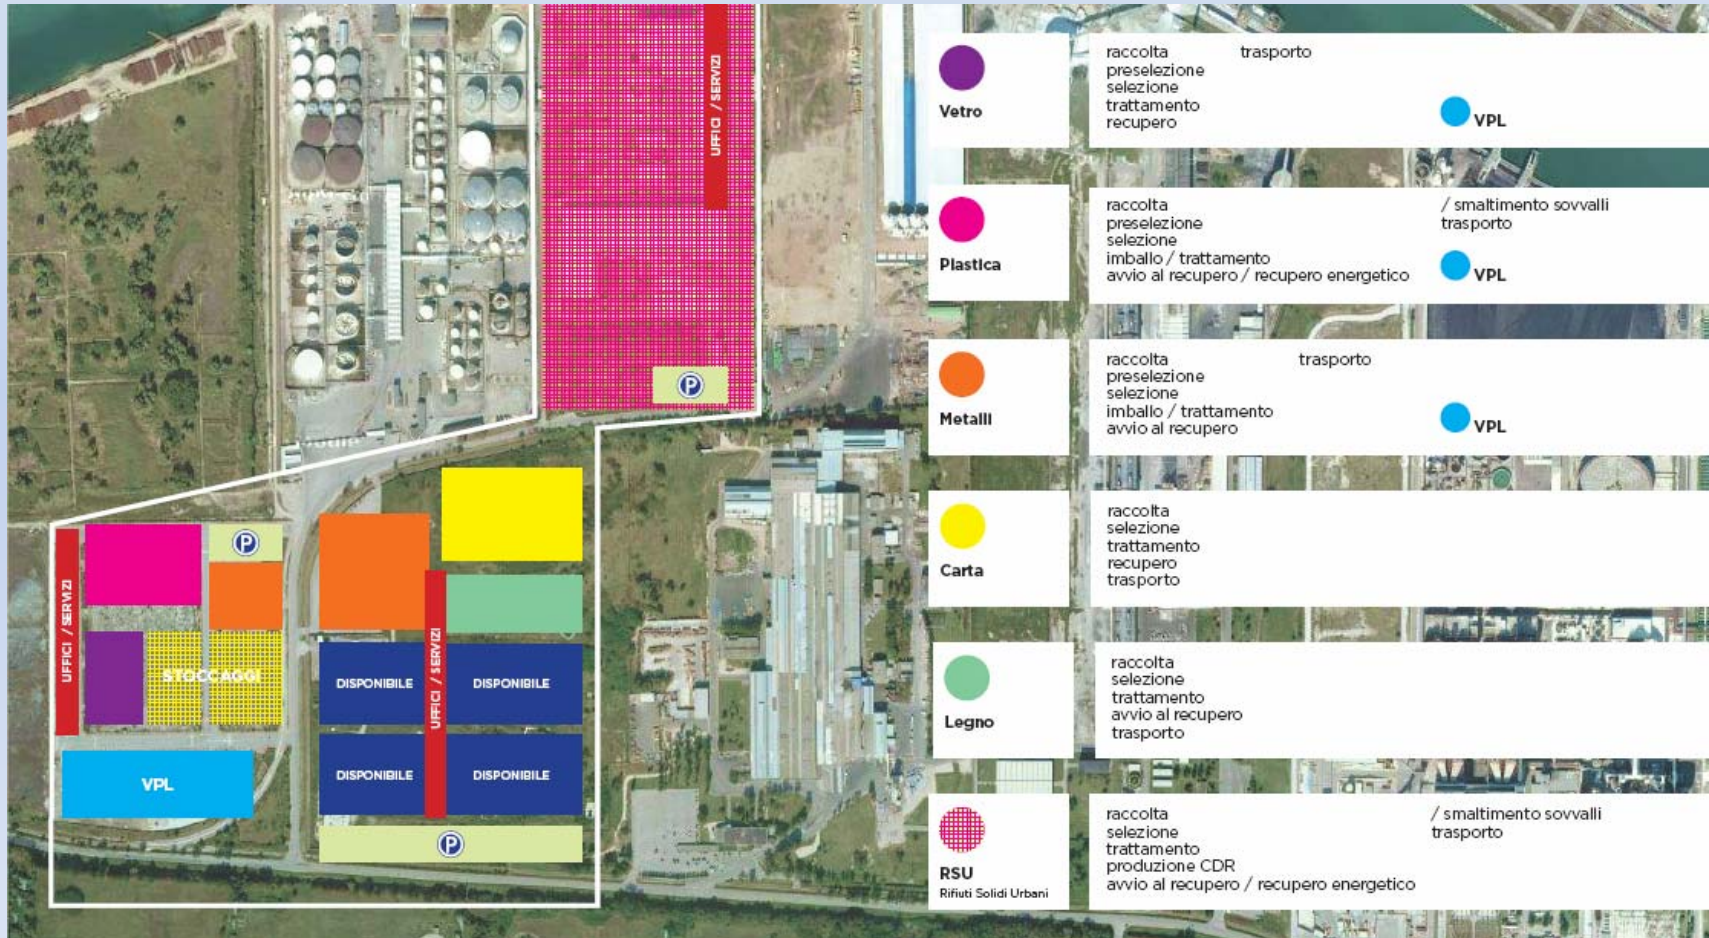 UFFICI / SERVIZI
P
P
UFFICI / SERVIZI
STOCCAGGI
VPL
UFFICI / SERVIZI
DISPONIBILE
DISPONIBILE
DISPONIBILE
DISPONIBILE
P
Vetro
raccolta trasporto
preselezione
selezione
trattamento
recupero
VPL
Plastica
raccolta / smaltimento sovvalli
preselezione trasporto
selezione
imballo / trattamento
avvio al recupero / recupero energetico
VPL
Metalli
raccolta trasporto
preselezione
selezione
imballo / trattamento
avvio al recupero
VPL
Carta
raccolta
selezione
trattamento
recupero
trasporto
Legno
raccolta
selezione
trattamento
avvio al recupero
trasporto
RSU
Rifiuti Solidi Urbani
raccolta / smaltimento sovvalli
selezione trasporto
trattamento
produzione CDR
avvio al recupero / recupero energetico